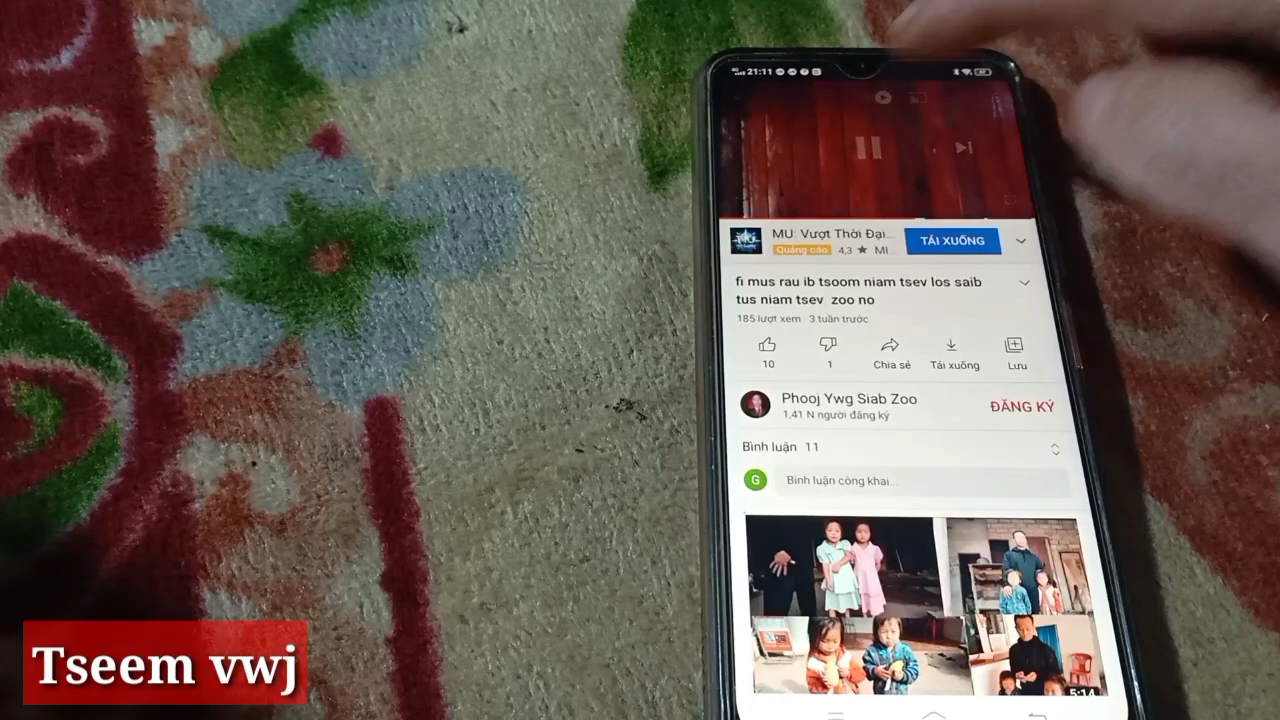 21:11
MU: Vượt Thời Đại...
Quảng cáo 4,3 ★ MI...
TẢI XUỐNG
fi mus rau ib tsoom niam tsev los saib
tus niam tsev zoo no
185 lượt xem · 3 tuần trước
10
1
Chia sẻ
Tải xuống
Lưu
Phooj Ywg Siab Zoo
1,41 N người đăng ký
ĐĂNG KÝ
Bình luận 11
G
Bình luận công khai...
5:14
Tseem vwj